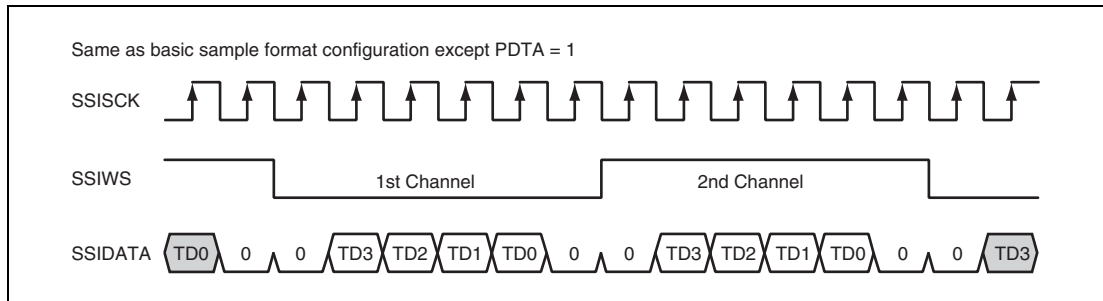 Same as basic sample format configuration except PDTA = 1
SSISCK
SSIWS 1st Channel 2nd Channel
SSIDATA TD0 0 0 TD3 TD2 TD1 TD0 0 0 TD3 TD2 TD1 TD0 0 0 TD3